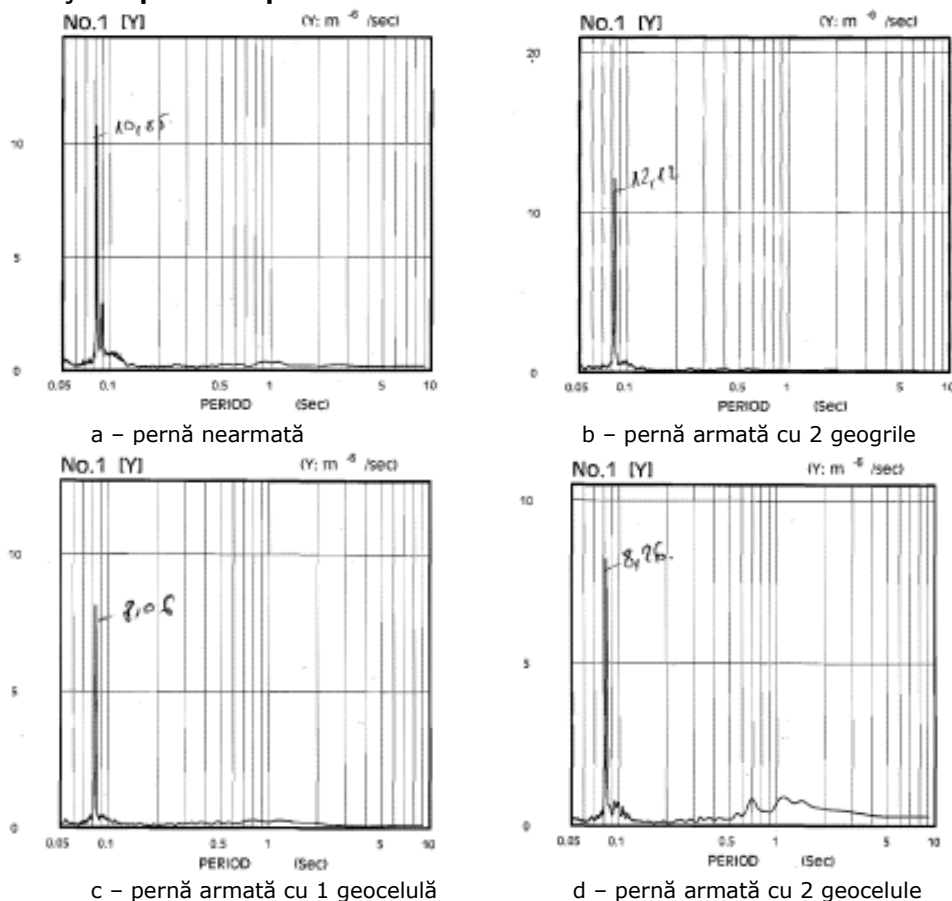 No.1 [Y] (Y: m -6 /sec)
10
5
0
10,85
0.05 0.1 0.5 1 5 10
PERIOD (Sec)
a – pernă nearmată
No.1 [Y] (Y: m -6 /sec)
20
10
0
12,12
0.05 0.1 0.5 1 5 10
PERIOD (Sec)
b – pernă armată cu 2 geogrile
No.1 [Y] (Y: m -6 /sec)
10
5
0
8,06
0.05 0.1 0.5 1 5 10
PERIOD (Sec)
c – pernă armată cu 1 geocelulă
No.1 [Y] (Y: m -6 /sec)
10
5
0
8,26.
0.05 0.1 0.5 1 5 10
PERIOD (Sec)
d – pernă armată cu 2 geocelule